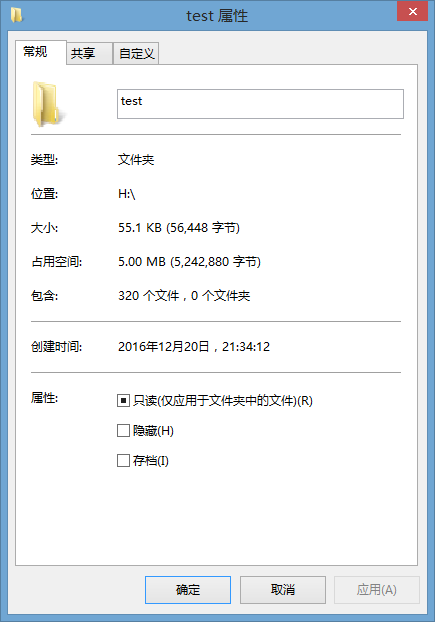 test 属性
常规 共享 自定义
test
类型: 文件夹
位置: H:\
大小: 55.1 KB (56,448 字节)
占用空间: 5.00 MB (5,242,880 字节)
包含: 320 个文件，0 个文件夹
创建时间: 2016年12月20日，21:34:12
属性: 只读(仅应用于文件夹中的文件)(R)
隐藏(H)
存档(I)
确定 取消 应用(A)